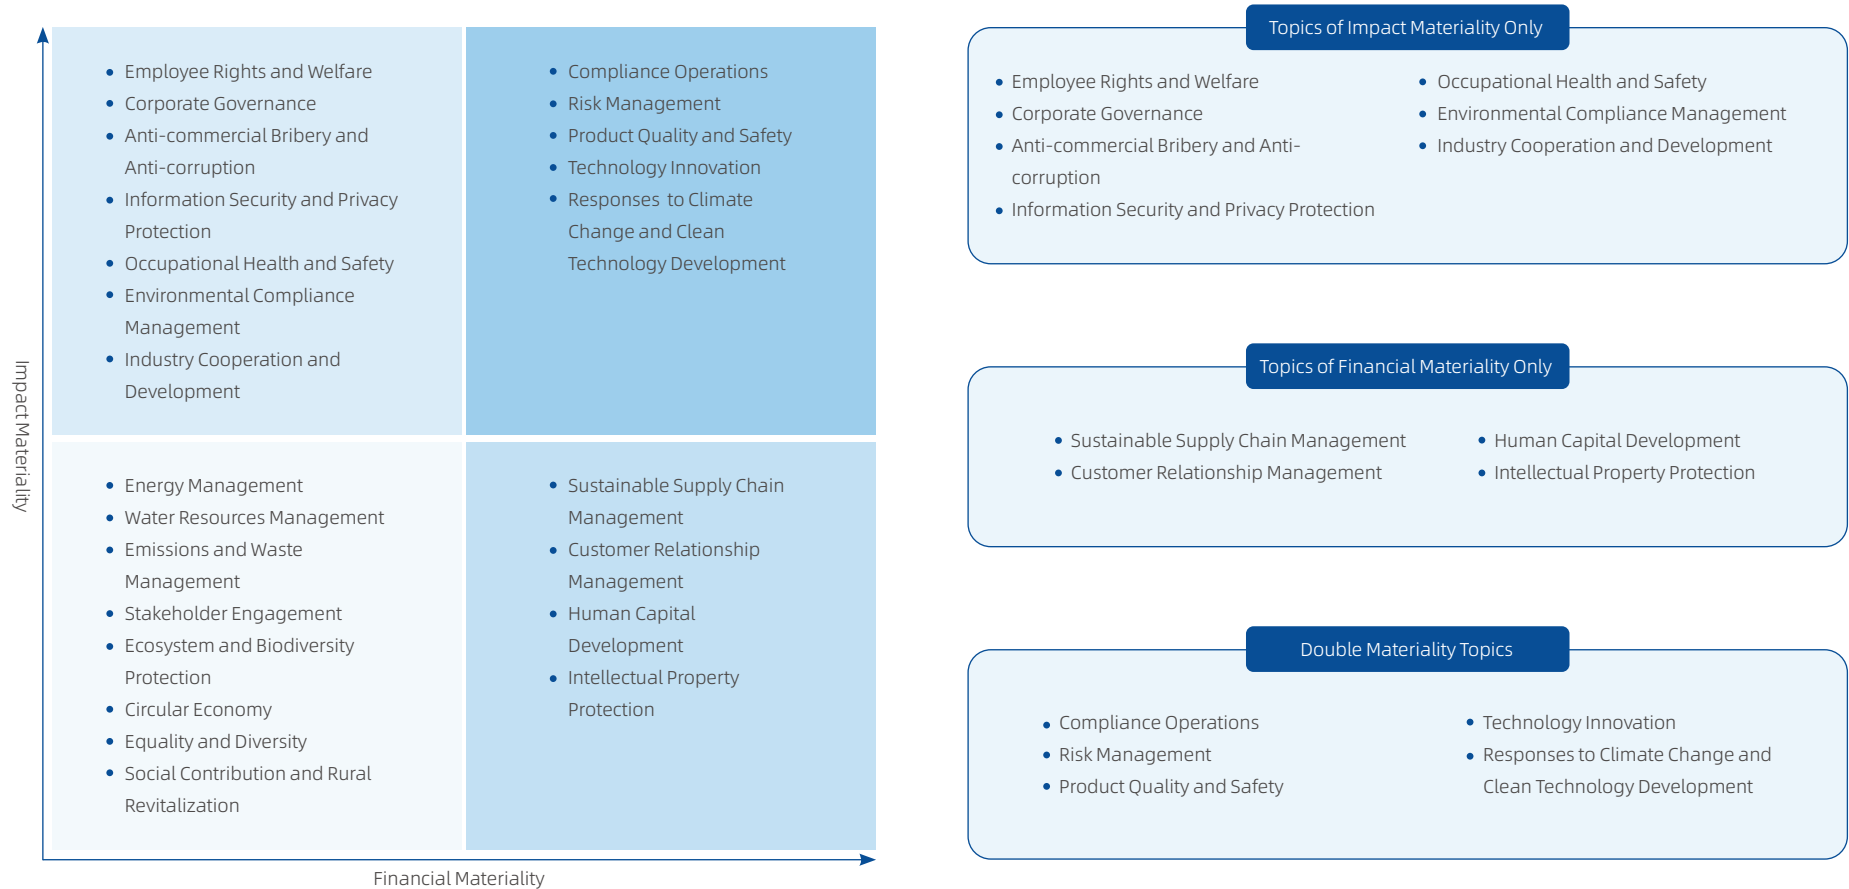 Impact Materiality
Employee Rights and Welfare
Corporate Governance
Anti-commercial Bribery and
Anti-corruption
Information Security and Privacy
Protection
Occupational Health and Safety
Environmental Compliance
Management
Industry Cooperation and
Development
Compliance Operations
Risk Management
Product Quality and Safety
Technology Innovation
Responses to Climate
Change and Clean
Technology Development
Energy Management
Water Resources Management
Emissions and Waste
Management
Stakeholder Engagement
Ecosystem and Biodiversity
Protection
Circular Economy
Equality and Diversity
Social Contribution and Rural
Revitalization
Sustainable Supply Chain
Management
Customer Relationship
Management
Human Capital
Development
Intellectual Property
Protection
Financial Materiality
Topics of Impact Materiality Only
Employee Rights and Welfare
Corporate Governance
Anti-commercial Bribery and Anti-
corruption
Information Security and Privacy Protection
Occupational Health and Safety
Environmental Compliance Management
Industry Cooperation and Development
Topics of Financial Materiality Only
Sustainable Supply Chain Management
Customer Relationship Management
Human Capital Development
Intellectual Property Protection
Double Materiality Topics
Compliance Operations
Risk Management
Product Quality and Safety
Technology Innovation
Responses to Climate Change and
Clean Technology Development